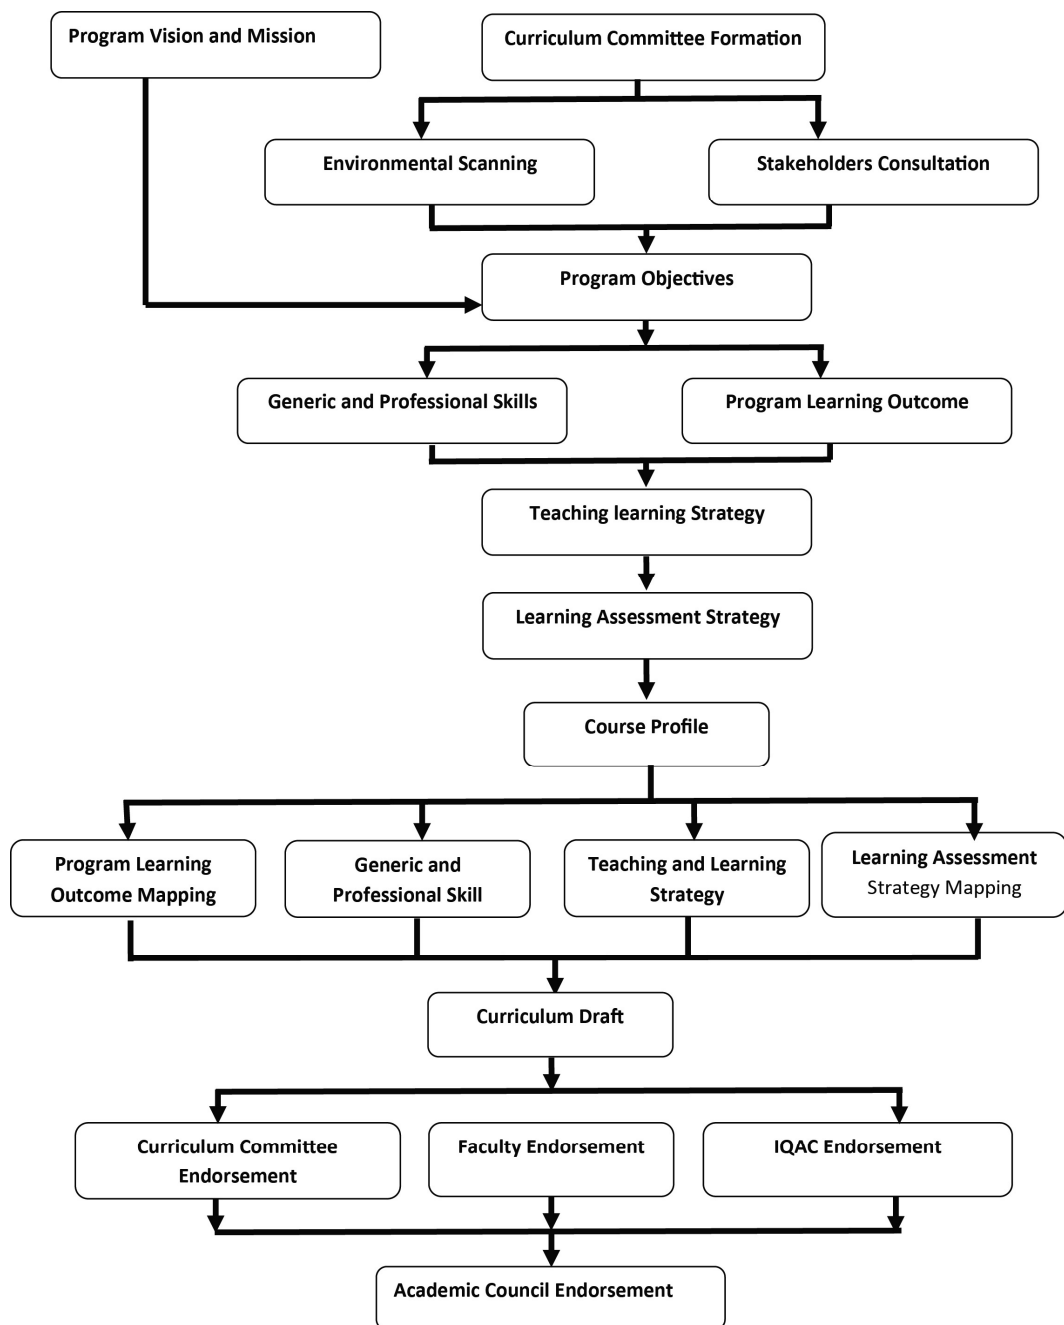 Program Vision and Mission
Curriculum Committee Formation
Environmental Scanning
Stakeholders Consultation
Program Objectives
Generic and Professional Skills
Program Learning Outcome
Teaching learning Strategy
Learning Assessment Strategy
Course Profile
Program Learning
Outcome Mapping
Generic and
Professional Skill
Teaching and Learning
Strategy
Learning Assessment
Strategy Mapping
Curriculum Draft
Curriculum Committee
Endorsement
Faculty Endorsement
IQAC Endorsement
Academic Council Endorsement